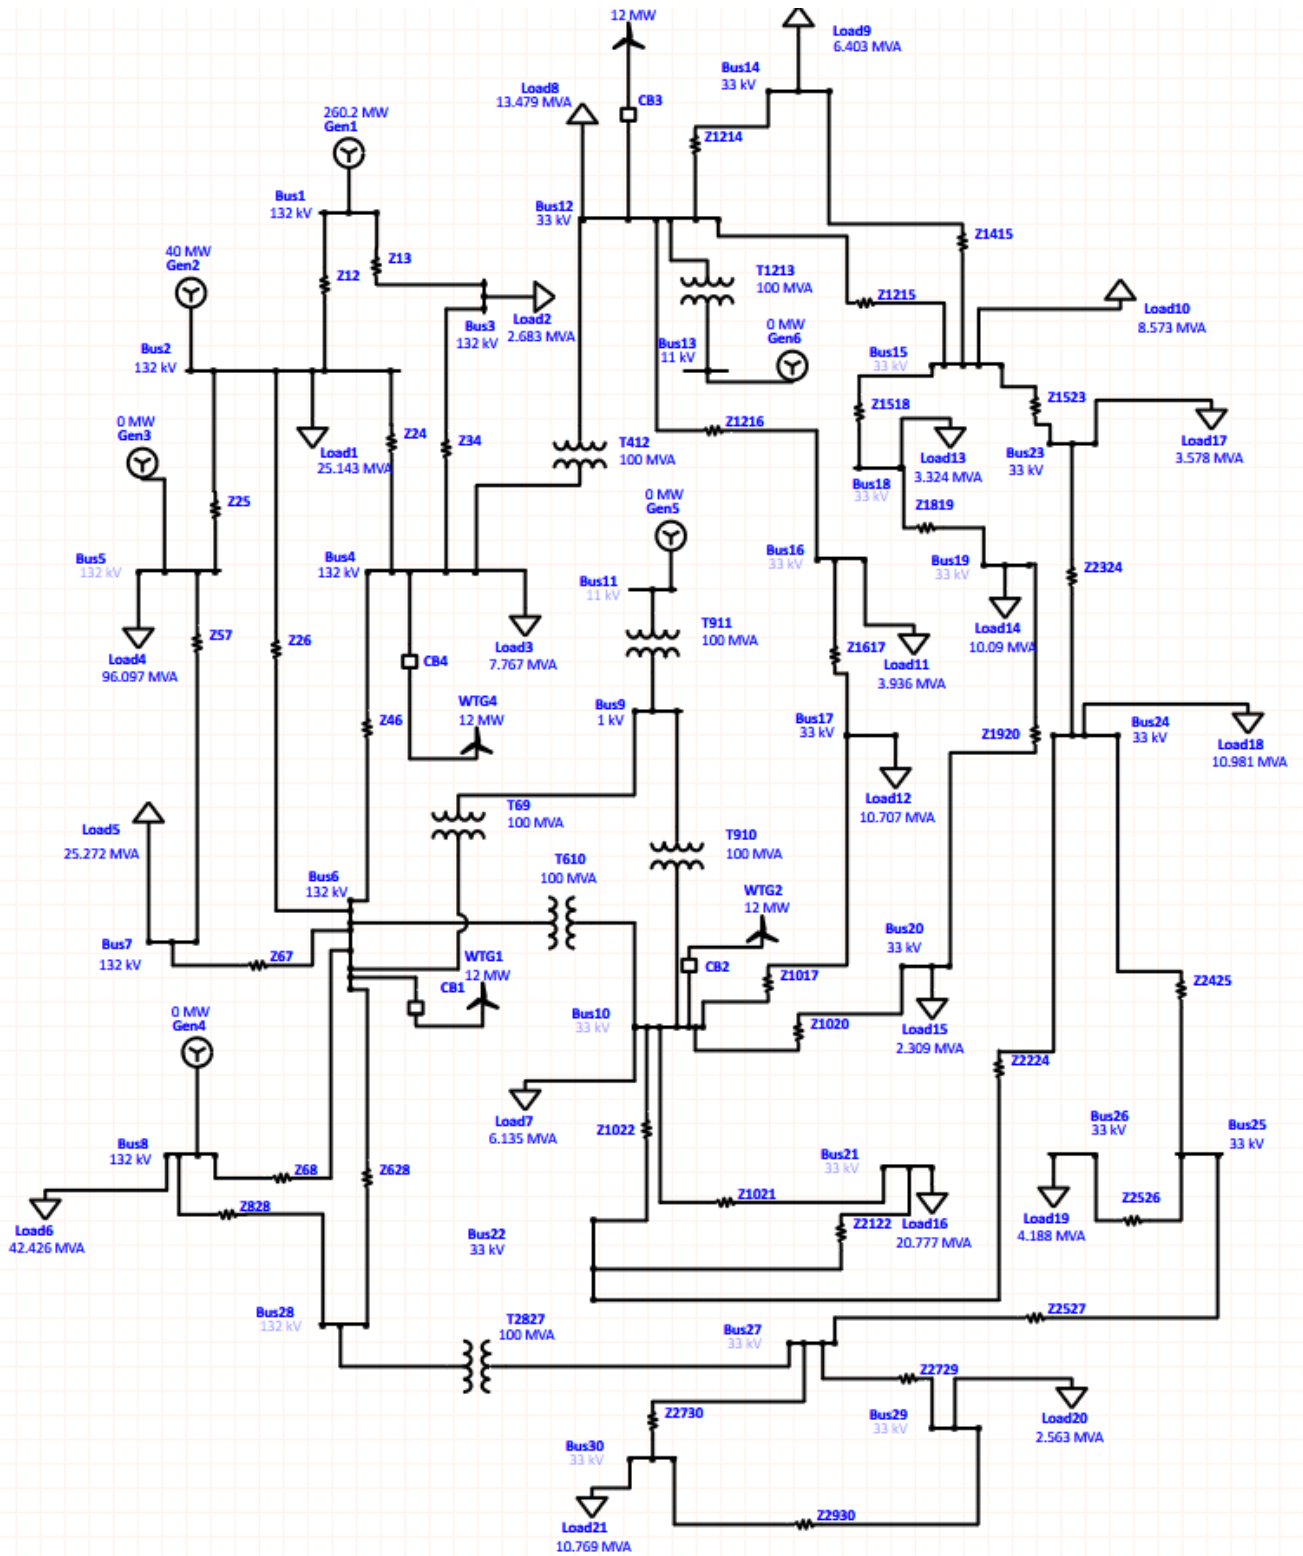 12 MW
Load9
6.403 MVA
Bus14
33 kV
Load8
13.479 MVA
CB3
260.2 MW
Gen1
Z1214
Bus1
132 kV
Bus12
33 kV
Z1415
40 MW
Gen2
Z12
Z13
T1213
100 MVA
Z1215
Load10
8.573 MVA
Bus3
132 kV
Load2
2.683 MVA
0 MW
Gen6
Bus13
11 kV
Bus2
132 kV
Bus15
33 kV
Z1518
Z1523
0 MW
Gen3
Load1
25.143 MVA
Z24
Z34
T412
100 MVA
Z1216
Load13
3.324 MVA
Bus23
33 kV
Load17
3.578 MVA
Bus18
33 kV
Z25
0 MW
Gen5
Z1819
Bus5
132 kV
Bus4
132 kV
Bus11
11 kV
Bus16
33 kV
Bus19
33 kV
Z2324
Z57
Z26
Load3
7.767 MVA
T911
100 MVA
Z1617
Load14
10.09 MVA
Load4
96.097 MVA
CB4
Load11
3.936 MVA
WTG4
12 MW
Z46
Bus9
1 kV
Bus17
33 kV
Z1920
Bus24
33 kV
Load18
10.981 MVA
Load12
10.707 MVA
T69
100 MVA
Load5
25.272 MVA
T910
100 MVA
T610
100 MVA
Bus6
132 kV
WTG2
12 MW
Bus20
33 kV
Bus7
132 kV
Z67
WTG1
12 MW
CB1
CB2
Z1017
Z2425
0 MW
Gen4
Bus10
33 kV
Z1020
Load15
2.309 MVA
Z2224
Load7
6.135 MVA
Z1022
Bus8
132 kV
Bus26
33 kV
Bus25
33 kV
Z68
Z628
Bus21
33 kV
Z1021
Z828
Load6
42.426 MVA
Bus22
33 kV
Z2122
Load16
20.777 MVA
Load19
4.188 MVA
Z2526
Bus28
132 kV
T2827
100 MVA
Bus27
33 kV
Z2527
Z2729
Z2730
Bus29
33 kV
Load20
2.563 MVA
Bus30
33 kV
Load21
10.769 MVA
Z2930